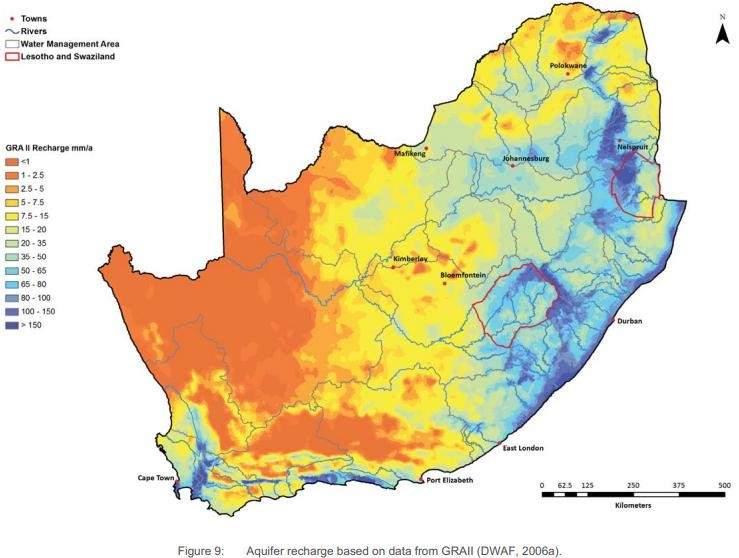 Towns
Rivers
Water Management Area
Lesotho and Swaziland
GRA II Recharge mm/a
<1
1 - 2.5
2.5 - 5
5 - 7.5
7.5 - 15
15 - 20
20 - 35
35 - 50
50 - 65
65 - 80
80 - 100
100 - 150
> 150
N
Polokwane
Nelspruit
Mafikeng
Johannesburg
Kimberley
Bloemfontein
Durban
East London
Cape Town
Port Elizabeth
0 62.5 125 250 375 500
Kilometers
Figure 9: Aquifer recharge based on data from GRAII (DWAF, 2006a).